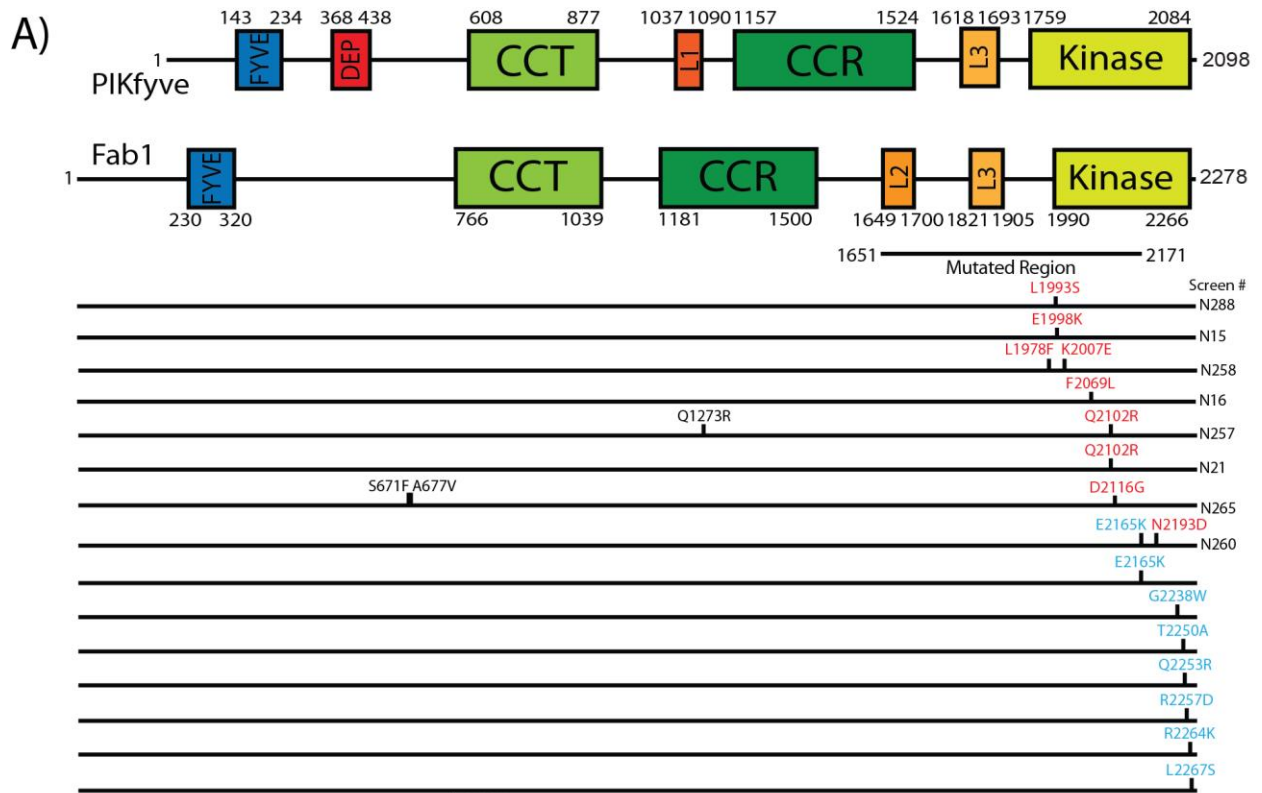 A)
143 234 368 438 608 877 1037 1090 1157 1524 1618 1693 1759 2084
1 FYVE DEP CCT L1 CCR L3 Kinase 2098
PIKfyve
Fab1
1 FYVE CCT CCR L2 L3 Kinase 2278
230 320 766 1039 1181 1500 1649 1700 1821 1905 1990 2266
1651 2171
Mutated Region
Screen #
L1993S
N288
E1998K
N15
L1978F K2007E
N258
F2069L
N16
Q1273R Q2102R
N257
Q2102R
N21
S671F A677V D2116G
N265
E2165K N2193D
N260
E2165K
G2238W
T2250A
Q2253R
R2257D
R2264K
L2267S